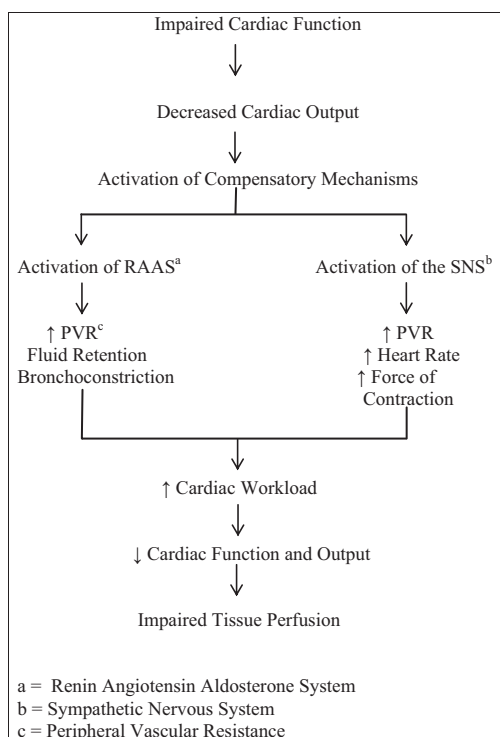 Impaired Cardiac Function
Decreased Cardiac Output
Activation of Compensatory Mechanisms
Activation of RAASᵃ
Activation of the SNSᵇ
↑ PVRᶜ
Fluid Retention
Bronchoconstriction
↑ PVR
↑ Heart Rate
↑ Force of
Contraction
↑ Cardiac Workload
↓ Cardiac Function and Output
Impaired Tissue Perfusion
a = Renin Angiotensin Aldosterone System
b = Sympathetic Nervous System
c = Peripheral Vascular Resistance